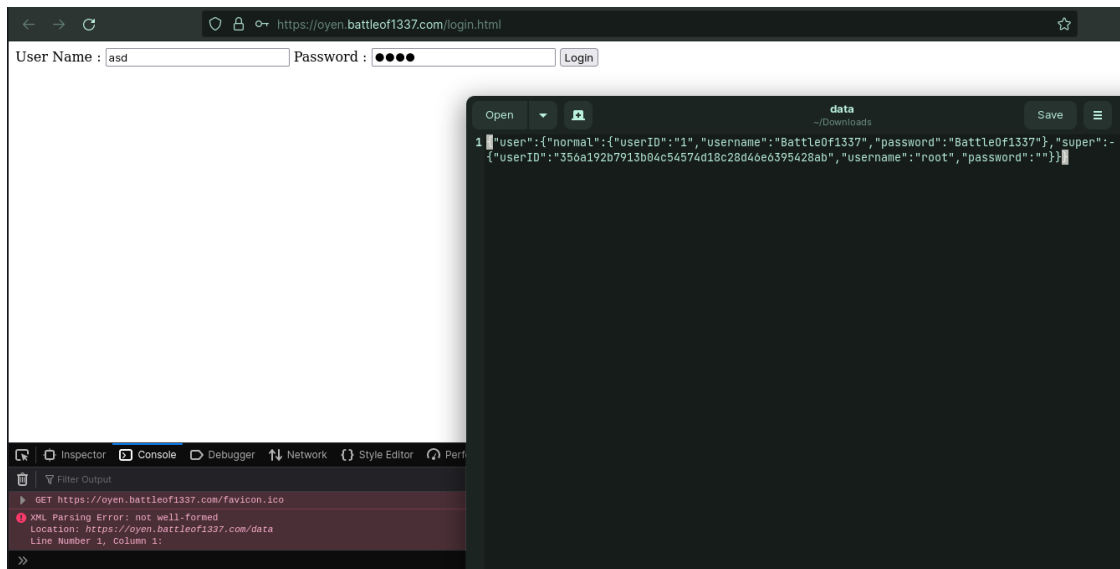 https://oyen.battleof1337.com/login.html
User Name : asd Password : ●●●● Login
Open data Save
~/Downloads
1 {"user":{"normal":{"userID":"1","username":"BattleOf1337","password":"BattleOf1337"},"super":-
{"userID":"356a192b7913b04c54574d18c28d46e6395428ab","username":"root","password":""}}}
Inspector Console Debugger Network {} Style Editor Perf
Filter Output
GET https://oyen.battleof1337.com/favicon.ico
XML Parsing Error: not well-formed
Location: https://oyen.battleof1337.com/data
Line Number 1, Column 1: